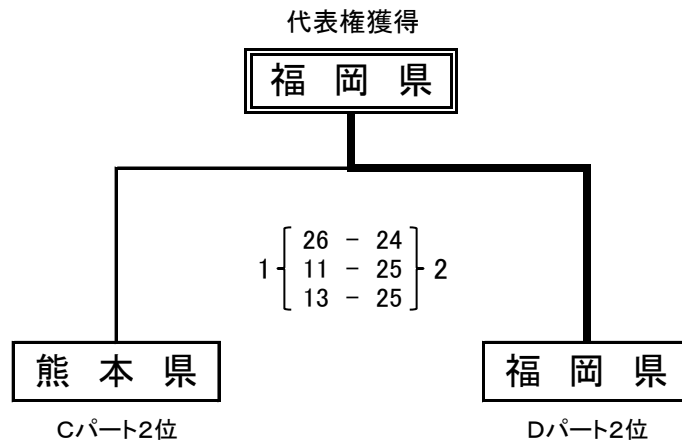 代表権獲得
福岡県
26 - 24
1 11 - 25 2
13 - 25
熊本県 福岡県
Cパート2位 Dパート2位